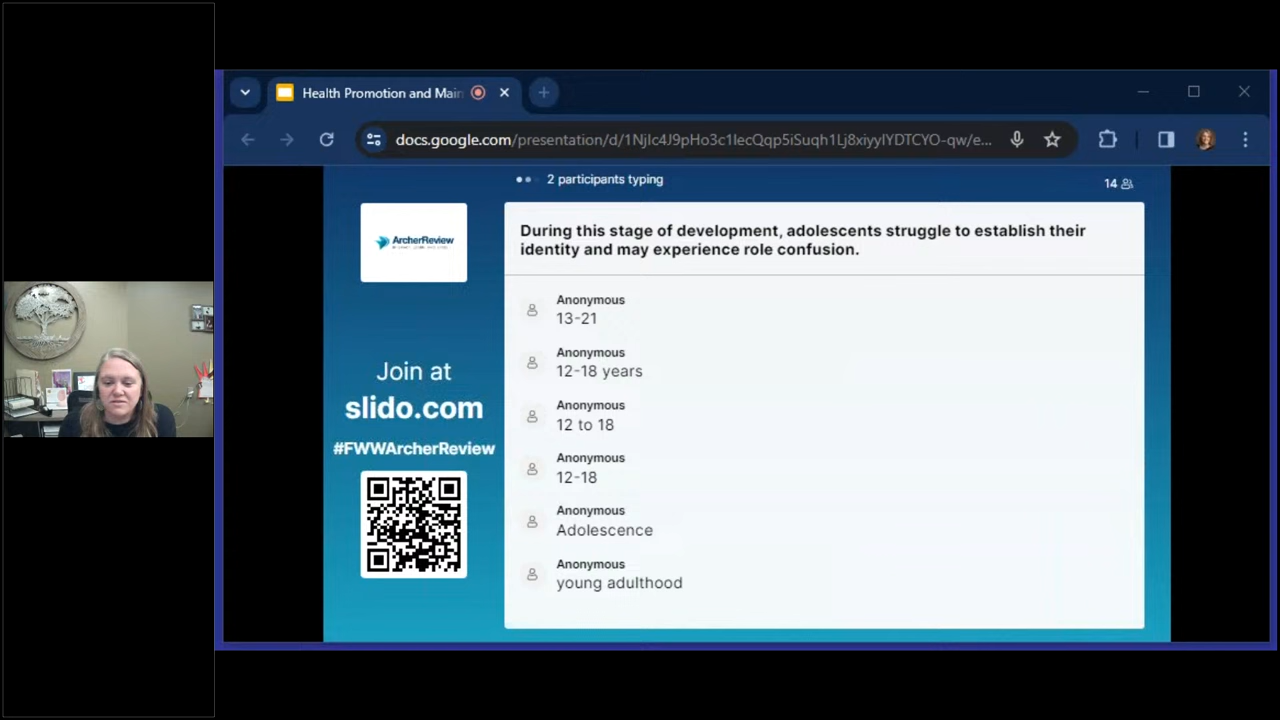 Health Promotion and Main
docs.google.com/presentation/d/1NjIc4J9pHo3c1lecQqp5iSuqh1Lj8xiyyIYDTCYO-qw/e...
2 participants typing
14
ArcherReview
During this stage of development, adolescents struggle to establish their
identity and may experience role confusion.
Anonymous
13-21
Anonymous
12-18 years
Anonymous
12 to 18
Anonymous
12-18
Anonymous
Adolescence
Anonymous
young adulthood
Join at
slido.com
#FWWArcherReview